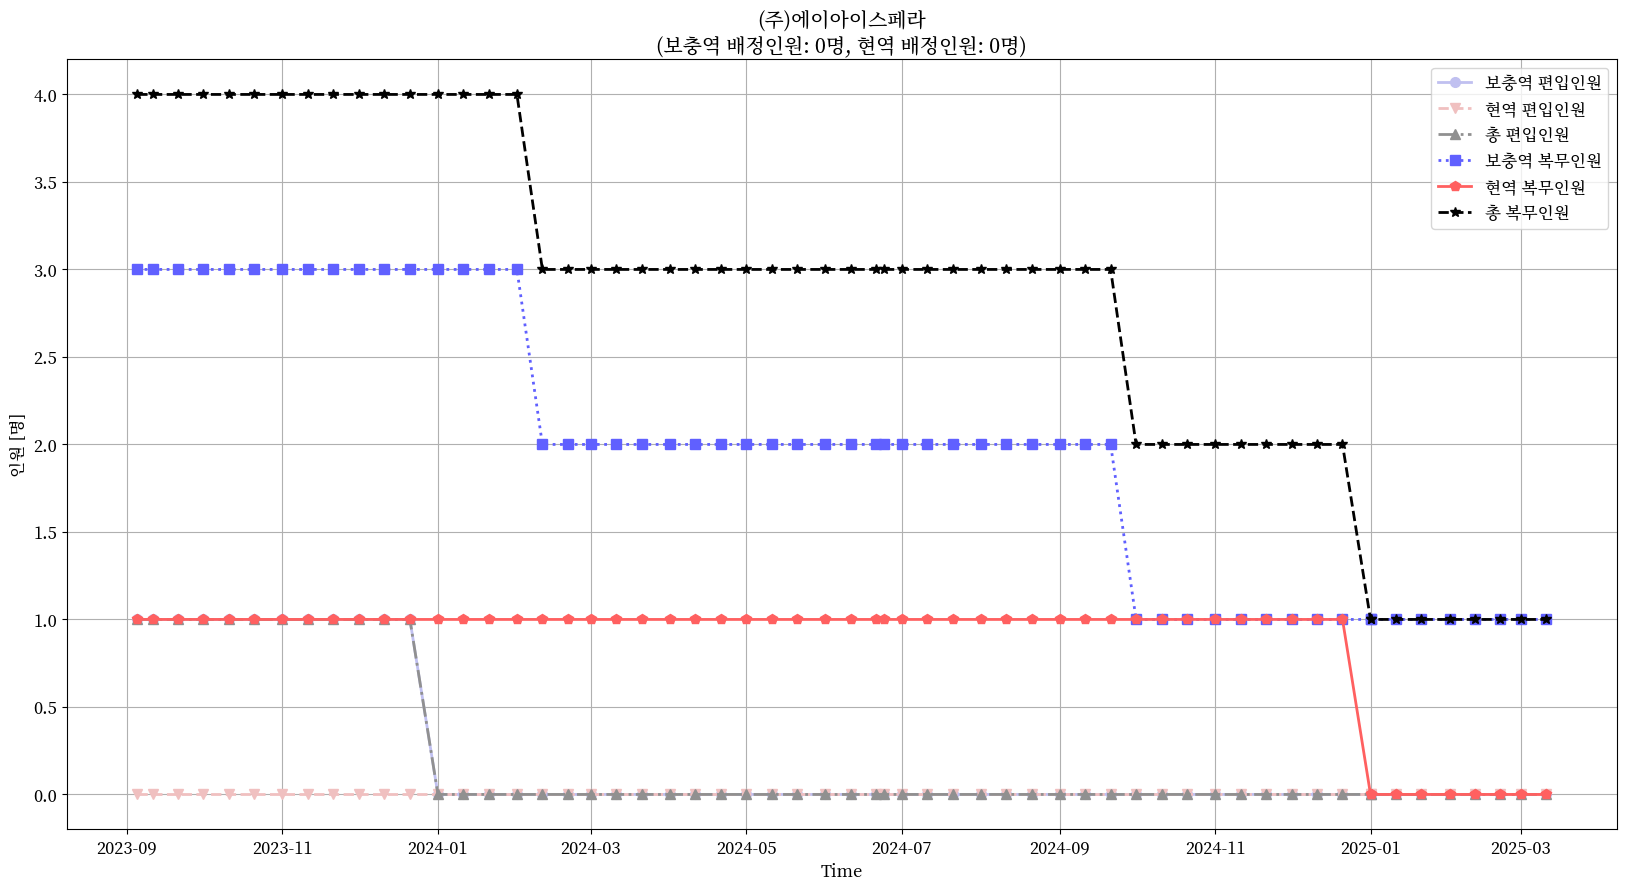 (주)에이아이스페라
(보충역 배정인원: 0명, 현역 배정인원: 0명)
보충역 편입인원
현역 편입인원
총 편입인원
보충역 복무인원
현역 복무인원
총 복무인원
인원 [명]
4.0
3.5
3.0
2.5
2.0
1.5
1.0
0.5
0.0
2023-09 2023-11 2024-01 2024-03 2024-05 2024-07 2024-09 2024-11 2025-01 2025-03
Time